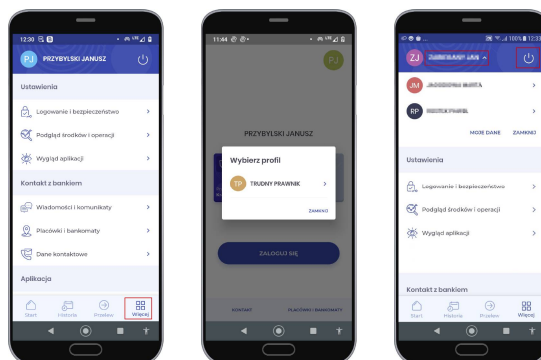 12:30
PJ PRZYBYLSKI JANUSZ
Ustawienia
Logowanie i bezpieczeństwo
Podgląd środków i operacji
Wygląd aplikacji
Kontakt z bankiem
Wiadomości i komunikaty
Placówki i bankomaty
Dane kontaktowe
Aplikacja
Start Historia Przelew Więcej
11:44
PJ
PRZYBYLSKI JANUSZ
Wybierz profil
TP TRUDNY PRAWNIK
ZAMKNIJ
ZALOGUJ SIĘ
KONTAKT PLACÓWKI I BANKOMATY
100% 12:33
ZJ
JM
RP
MOJE DANE ZAMKNIJ
Ustawienia
Logowanie i bezpieczeństwo
Podgląd środków i operacji
Wygląd aplikacji
Kontakt z bankiem
Start Historia Przelew Więcej